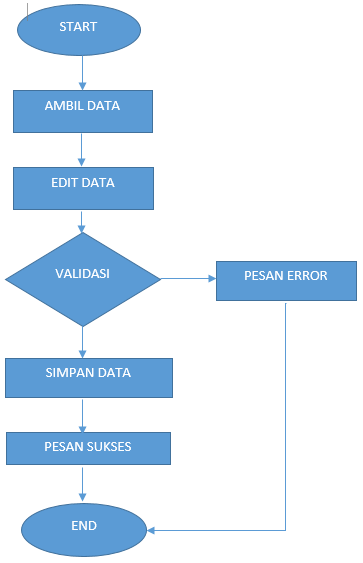 START
AMBIL DATA
EDIT DATA
VALIDASI
PESAN ERROR
SIMPAN DATA
PESAN SUKSES
END